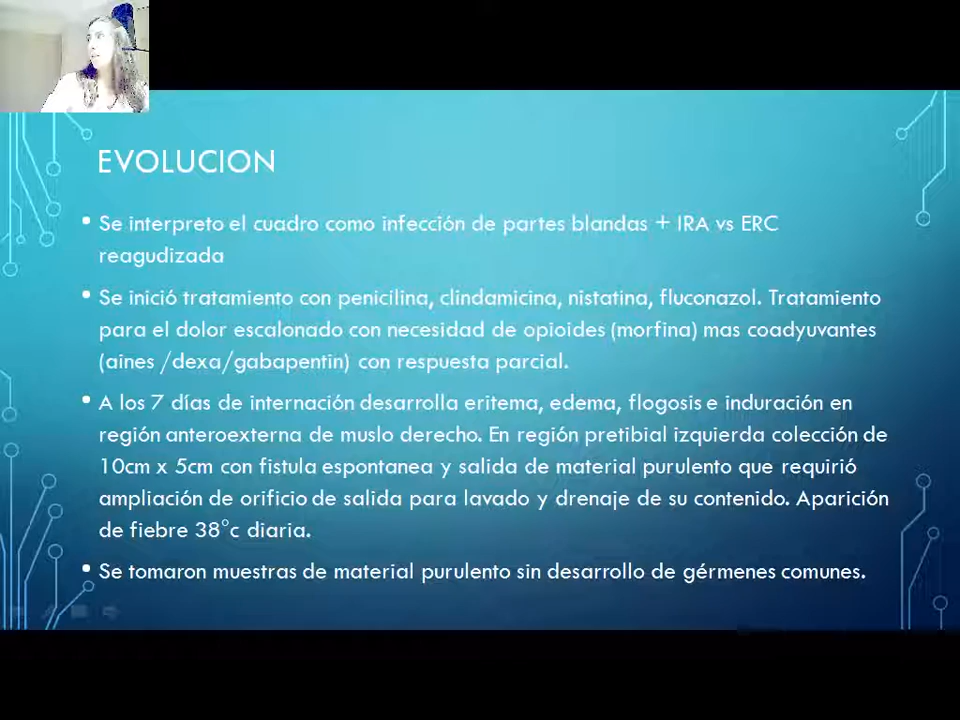 EVOLUCION
• Se interpreto el cuadro como infección de partes blandas + IRA vs ERC
reagudizada
• Se inició tratamiento con penicilina, clindamicina, nistatina, fluconazol. Tratamiento
para el dolor escalonado con necesidad de opioides (morfina) mas coadyuvantes
(aines /dexa/gabapentin) con respuesta parcial.
• A los 7 días de internación desarrolla eritema, edema, flogosis e induración en
región anteroexterna de muslo derecho. En región pretibial izquierda colección de
10cm x 5cm con fistula espontanea y salida de material purulento que requirió
ampliación de orificio de salida para lavado y drenaje de su contenido. Aparición
de fiebre 38°c diaria.
• Se tomaron muestras de material purulento sin desarrollo de gérmenes comunes.